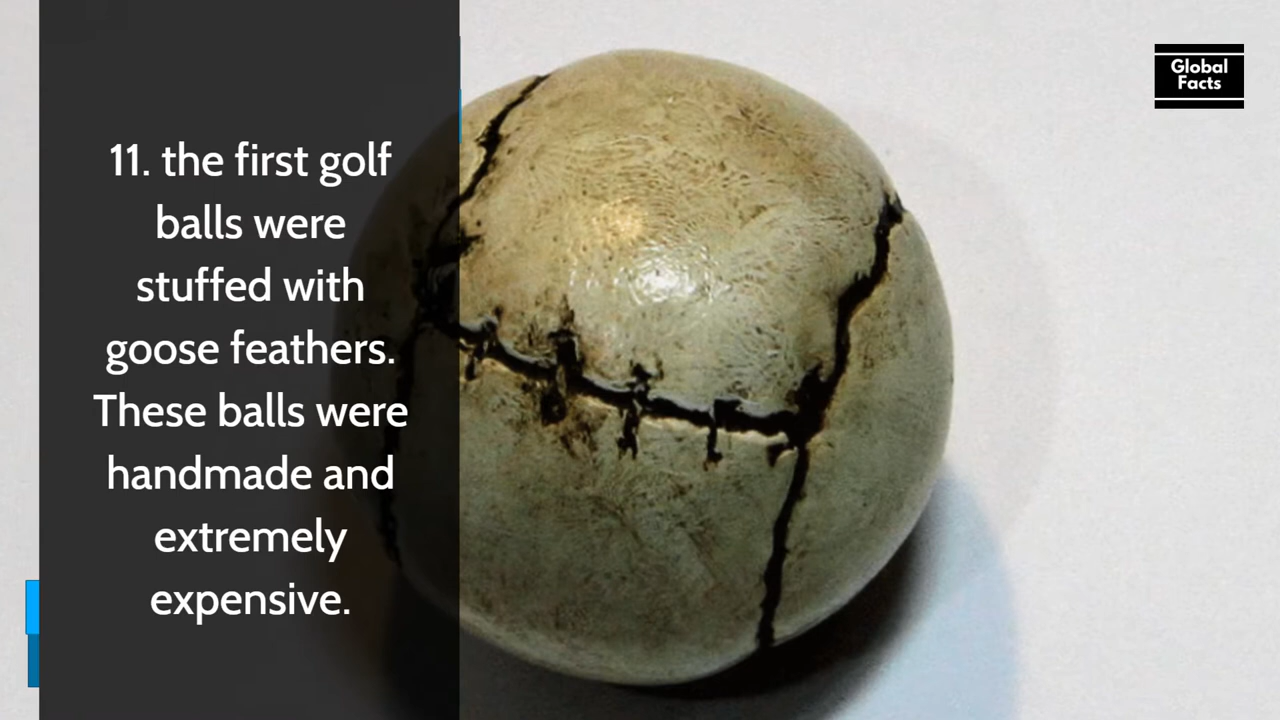 11. the first golf
balls were
stuffed with
goose feathers.
These balls were
handmade and
extremely
expensive.
Global
Facts